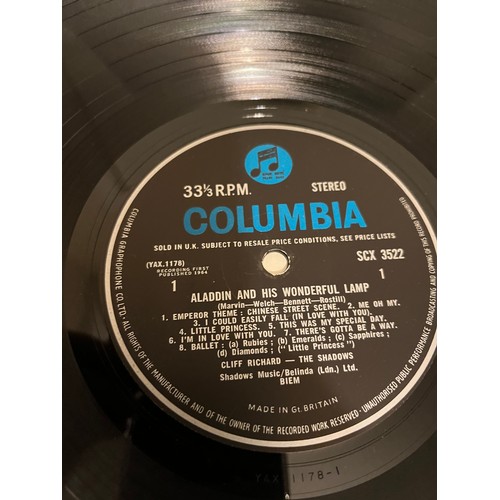 33⅓ R.P.M. STEREO
COLUMBIA
SOLD IN U.K. SUBJECT TO RESALE PRICE CONDITIONS, SEE PRICE LISTS
(YAX.1178) SCX 3522
RECORDING FIRST
PUBLISHED 1964
1 1
ALADDIN AND HIS WONDERFUL LAMP
(Marvin—Welch—Bennett—Rostill)
1. EMPEROR THEME : CHINESE STREET SCENE. 2. ME OH MY.
3. I COULD EASILY FALL (IN LOVE WITH YOU).
4. LITTLE PRINCESS. 5. THIS WAS MY SPECIAL DAY.
6. I'M IN LOVE WITH YOU. 7. THERE'S GOTTA BE A WAY.
8. BALLET : (a) Rubies ; (b) Emeralds ; (c) Sapphires ;
(d) Diamonds ; (" Little Princess ")
CLIFF RICHARD — THE SHADOWS
Shadows Music/Belinda (Ldn.) Ltd.
BIEM
MADE IN Gt. BRITAIN
COLUMBIA GRAPHOPHONE CO. LTD. ALL RIGHTS OF THE MANUFACTURER AND OF THE OWNER OF THE RECORDED WORK RESERVED - UNAUTHORISED PUBLIC PERFORMANCE BROADCASTING AND COPYING OF THIS RECORD PROHIBITED
YAX 1178-1